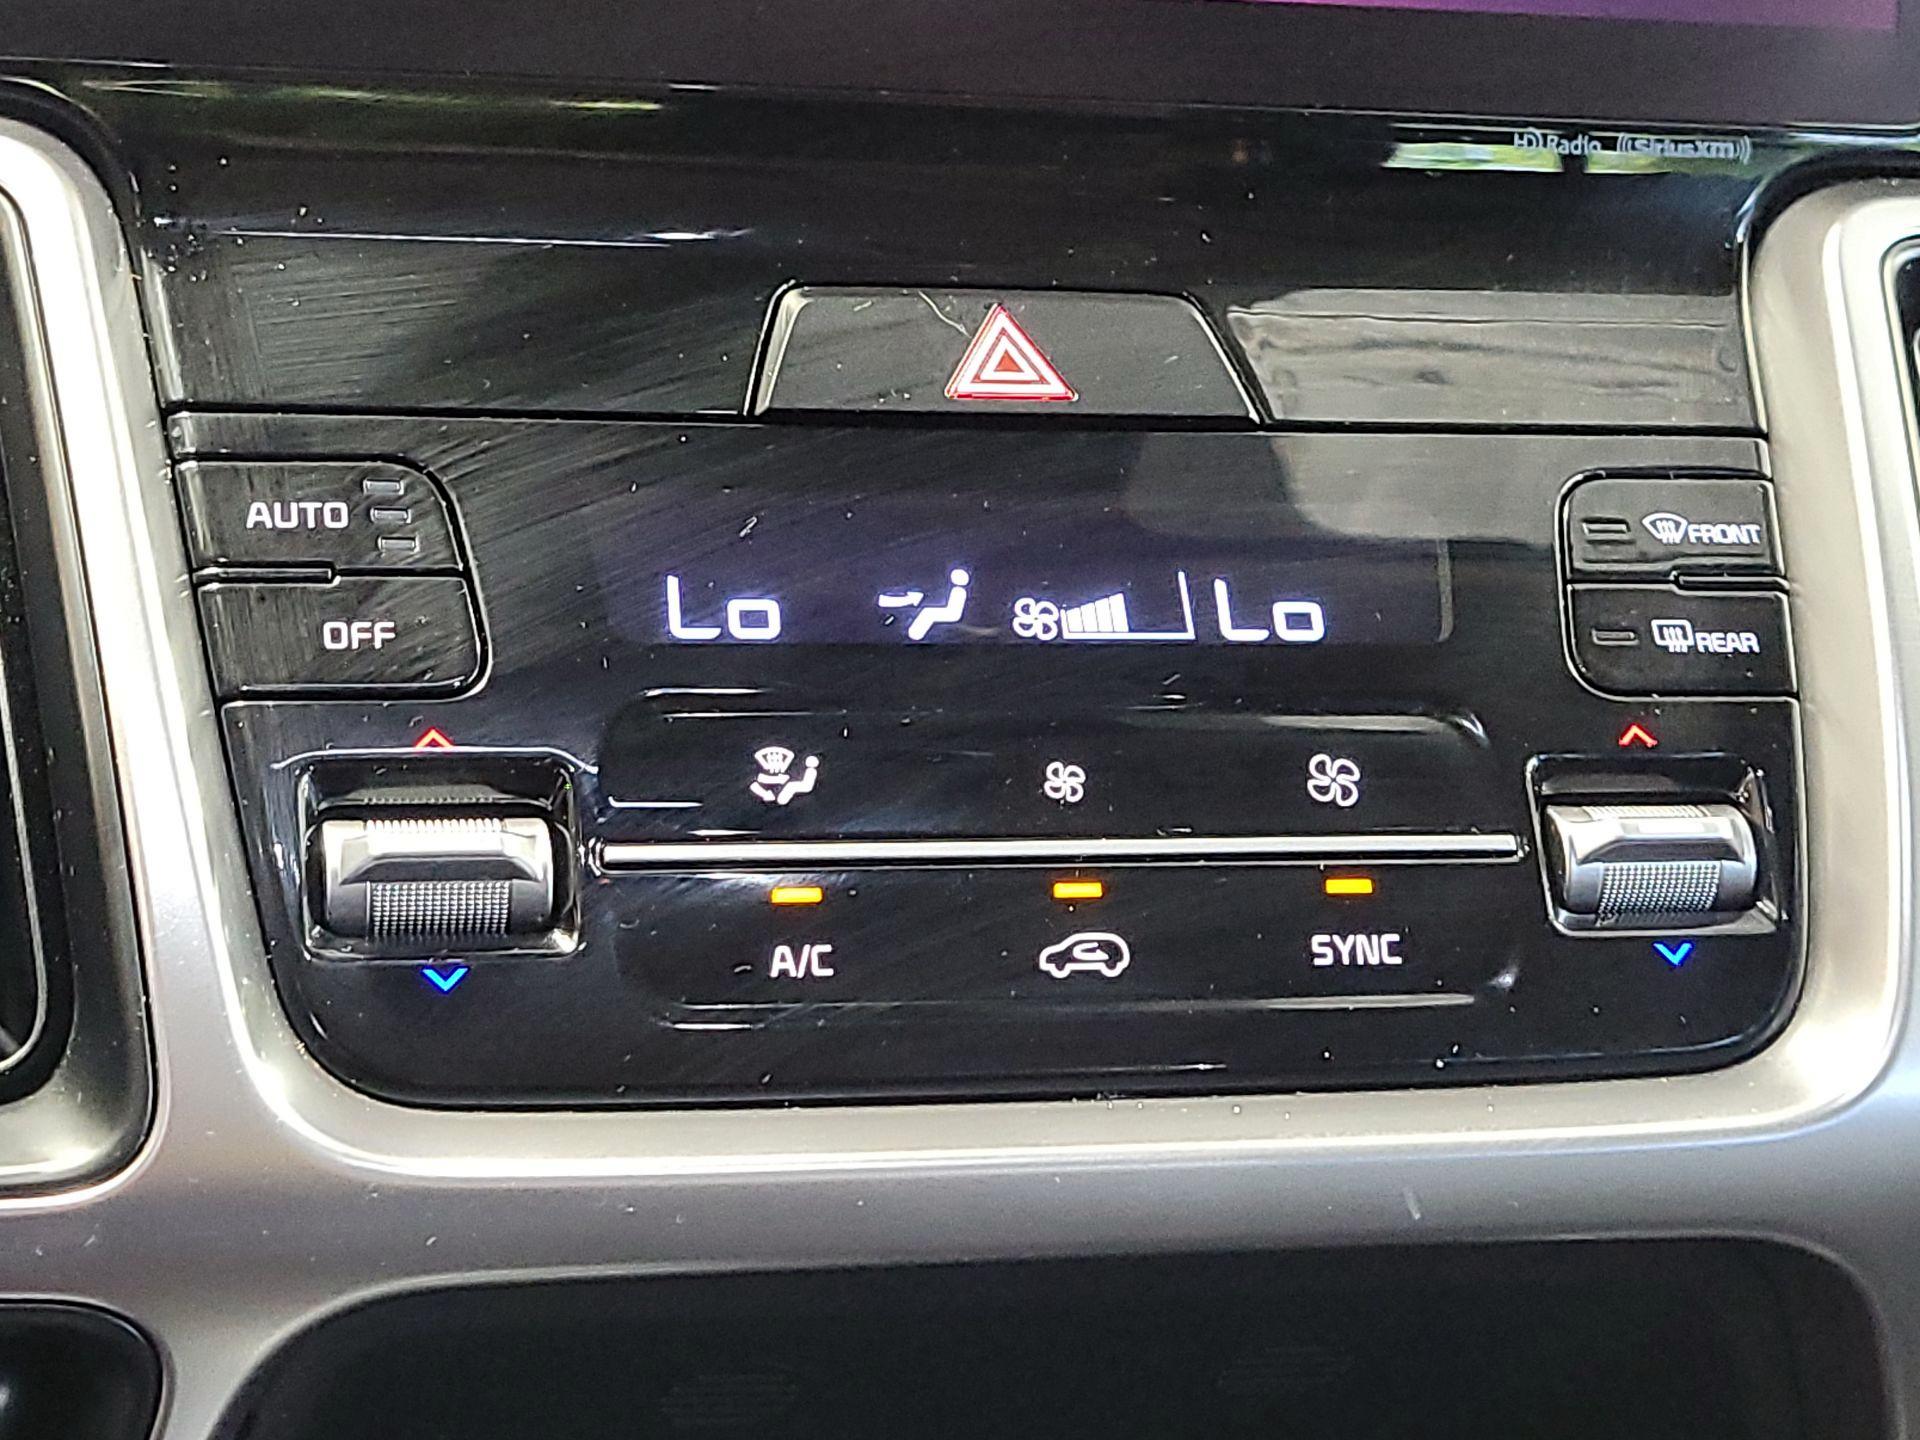 HD Radio ((SiriusXM))
AUTO
FRONT
Lo Lo
OFF
REAR
A/C
SYNC